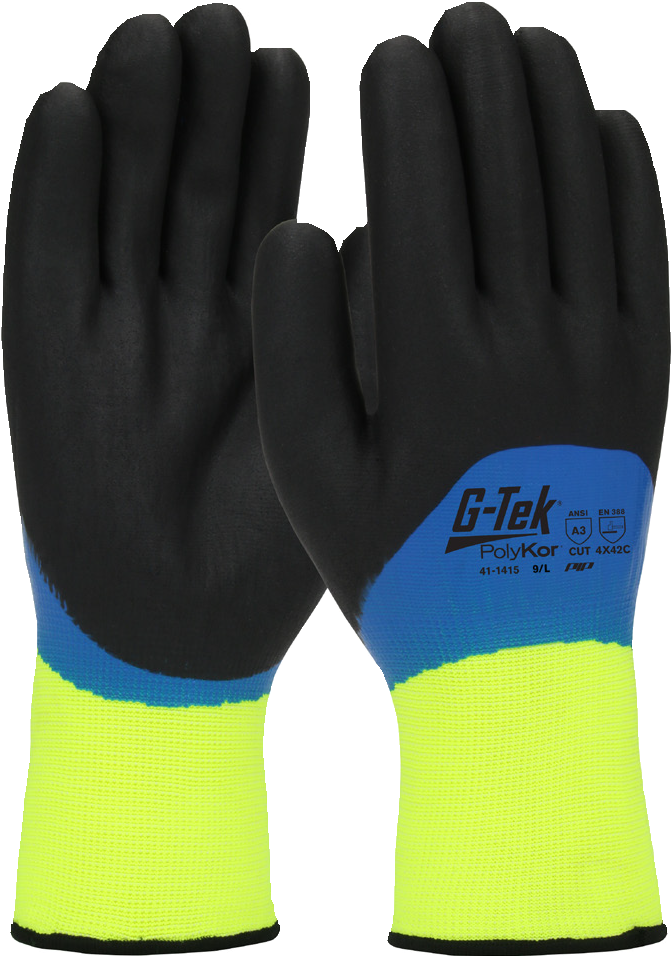 G-Tek®
PolyKor®
41-1415 9/L PIP
ANSI
A3
CUT
EN 388
4X42C